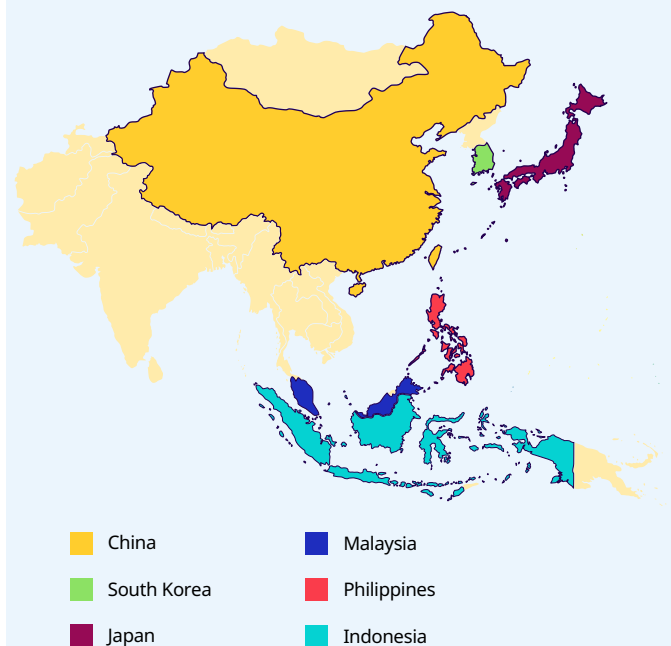 China
Malaysia
South Korea
Philippines
Japan
Indonesia